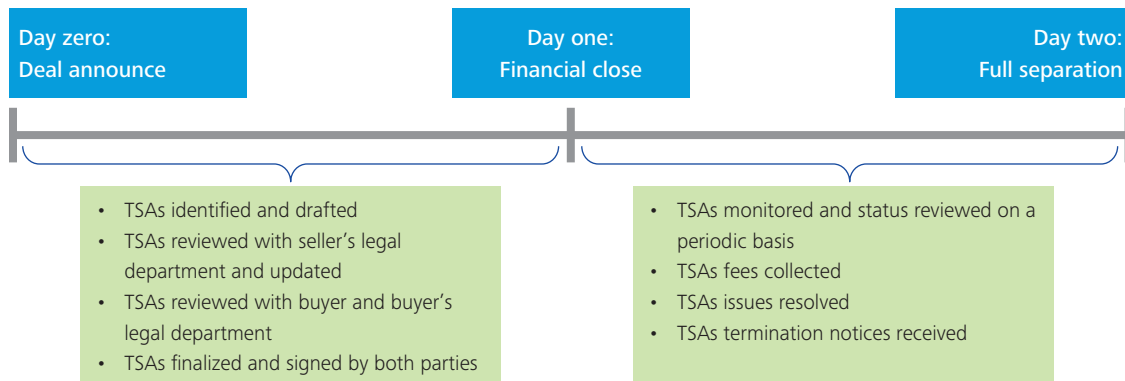 Day zero:
Deal announce
Day one:
Financial close
Day two:
Full separation
• TSAs identified and drafted
• TSAs reviewed with seller’s legal
department and updated
• TSAs reviewed with buyer and buyer’s
legal department
• TSAs finalized and signed by both parties
• TSAs monitored and status reviewed on a
periodic basis
• TSAs fees collected
• TSAs issues resolved
• TSAs termination notices received